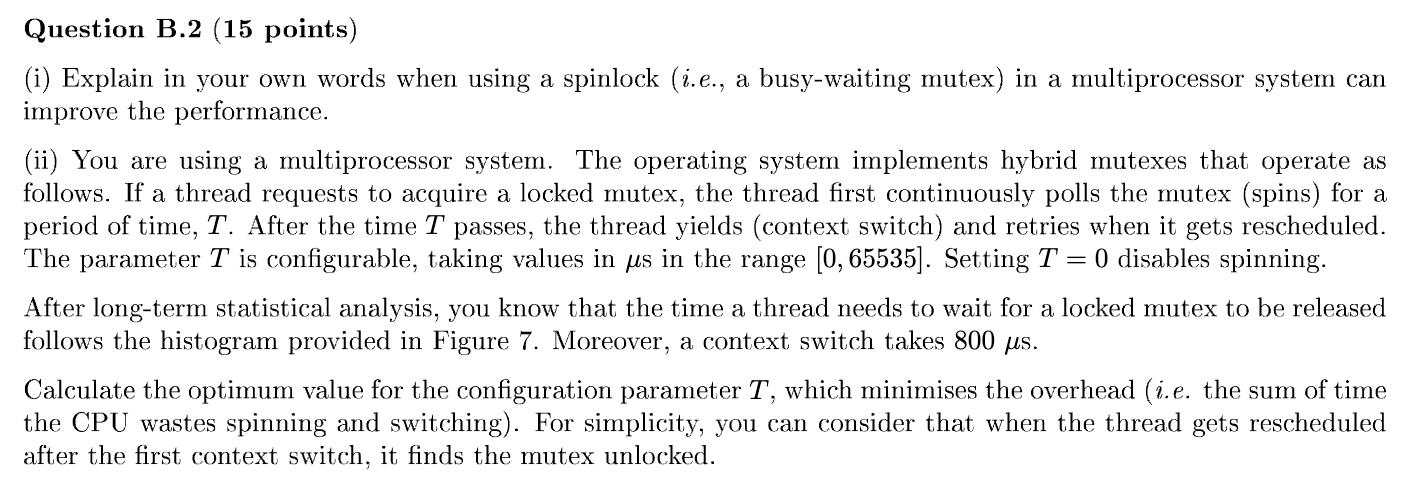 Question B.2 (15 points)
(i) Explain in your own words when using a spinlock (i.e., a busy-waiting mutex) in a multiprocessor system can
improve the performance.
(ii) You are using a multiprocessor system. The operating system implements hybrid mutexes that operate as
follows. If a thread requests to acquire a locked mutex, the thread first continuously polls the mutex (spins) for a
period of time, T. After the time T passes, the thread yields (context switch) and retries when it gets rescheduled.
The parameter T is configurable, taking values in μs in the range [0, 65535]. Setting T = 0 disables spinning.
After long-term statistical analysis, you know that the time a thread needs to wait for a locked mutex to be released
follows the histogram provided in Figure 7. Moreover, a context switch takes 800 μs.
Calculate the optimum value for the configuration parameter T, which minimises the overhead (i.e. the sum of time
the CPU wastes spinning and switching). For simplicity, you can consider that when the thread gets rescheduled
after the first context switch, it finds the mutex unlocked.